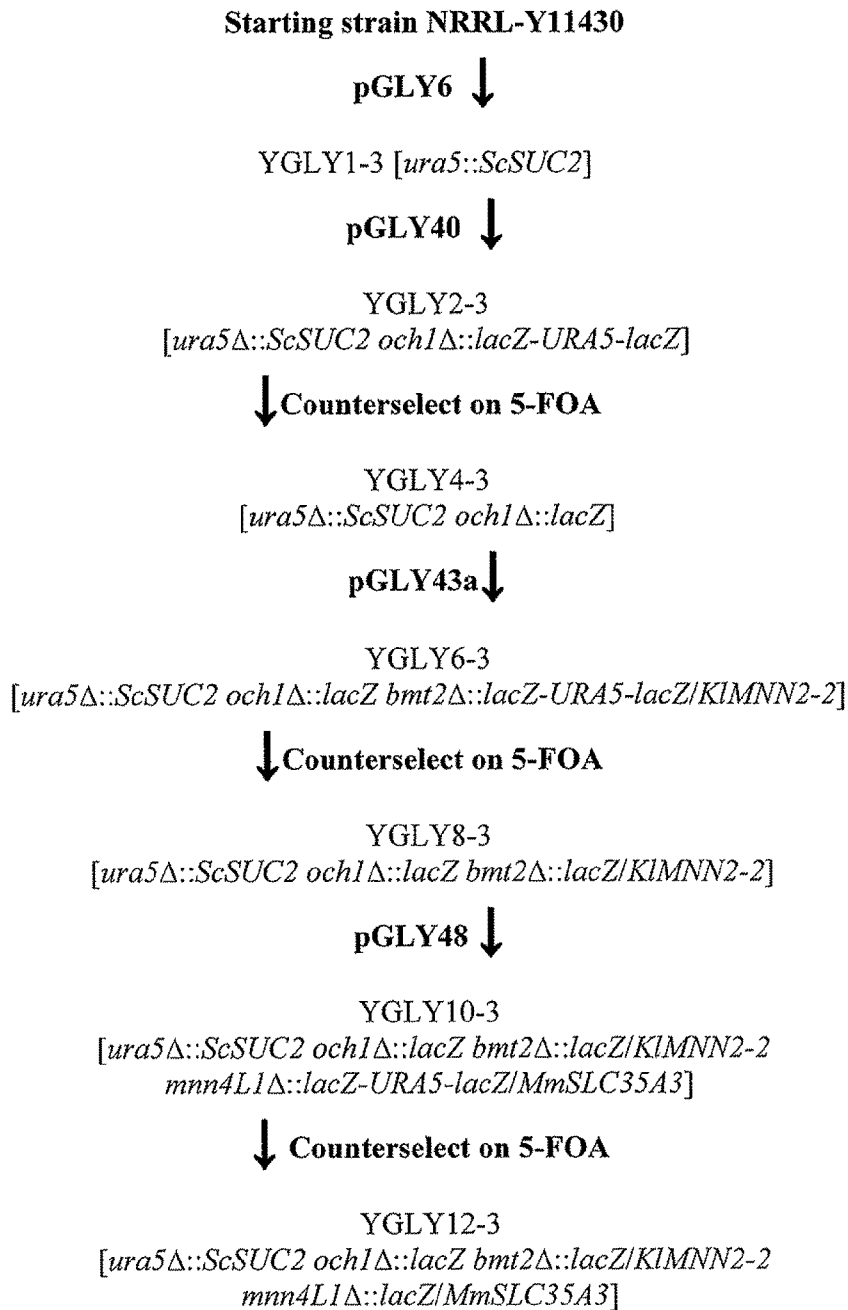 Starting strain NRRL-Y11430
pGLY6 ↓
YGLY1-3 [ura5::ScSUC2]
pGLY40 ↓
YGLY2-3
[ura5Δ::ScSUC2 och1Δ::lacZ-URA5-lacZ]
↓Counterselect on 5-FOA
YGLY4-3
[ura5Δ::ScSUC2 och1Δ::lacZ]
pGLY43a↓
YGLY6-3
[ura5Δ::ScSUC2 och1Δ::lacZ bmt2Δ::lacZ-URA5-lacZ/KlMNN2-2]
↓Counterselect on 5-FOA
YGLY8-3
[ura5Δ::ScSUC2 och1Δ::lacZ bmt2Δ::lacZ/KlMNN2-2]
pGLY48 ↓
YGLY10-3
[ura5Δ::ScSUC2 och1Δ::lacZ bmt2Δ::lacZ/KlMNN2-2
mnn4L1Δ::lacZ-URA5-lacZ/MmSLC35A3]
↓ Counterselect on 5-FOA
YGLY12-3
[ura5Δ::ScSUC2 och1Δ::lacZ bmt2Δ::lacZ/KlMNN2-2
mnn4L1Δ::lacZ/MmSLC35A3]